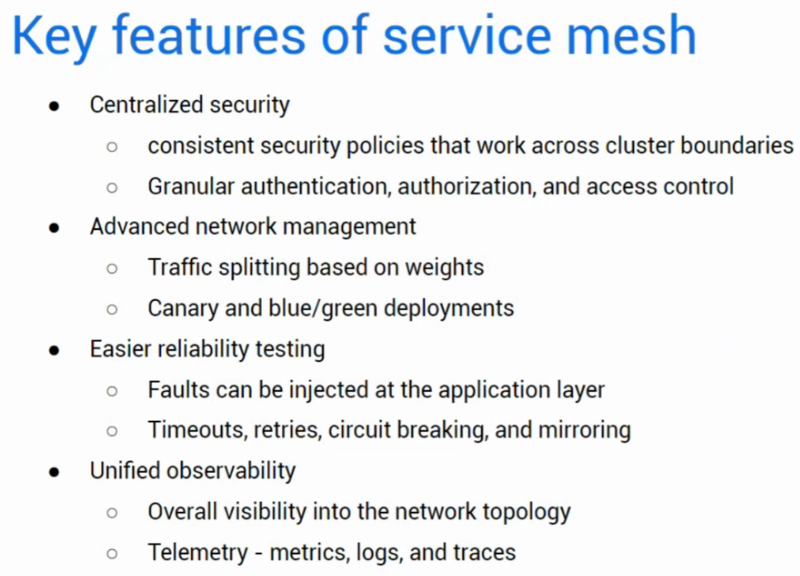 Key features of service mesh
● Centralized security
○ consistent security policies that work across cluster boundaries
○ Granular authentication, authorization, and access control
● Advanced network management
○ Traffic splitting based on weights
○ Canary and blue/green deployments
● Easier reliability testing
○ Faults can be injected at the application layer
○ Timeouts, retries, circuit breaking, and mirroring
● Unified observability
○ Overall visibility into the network topology
○ Telemetry - metrics, logs, and traces